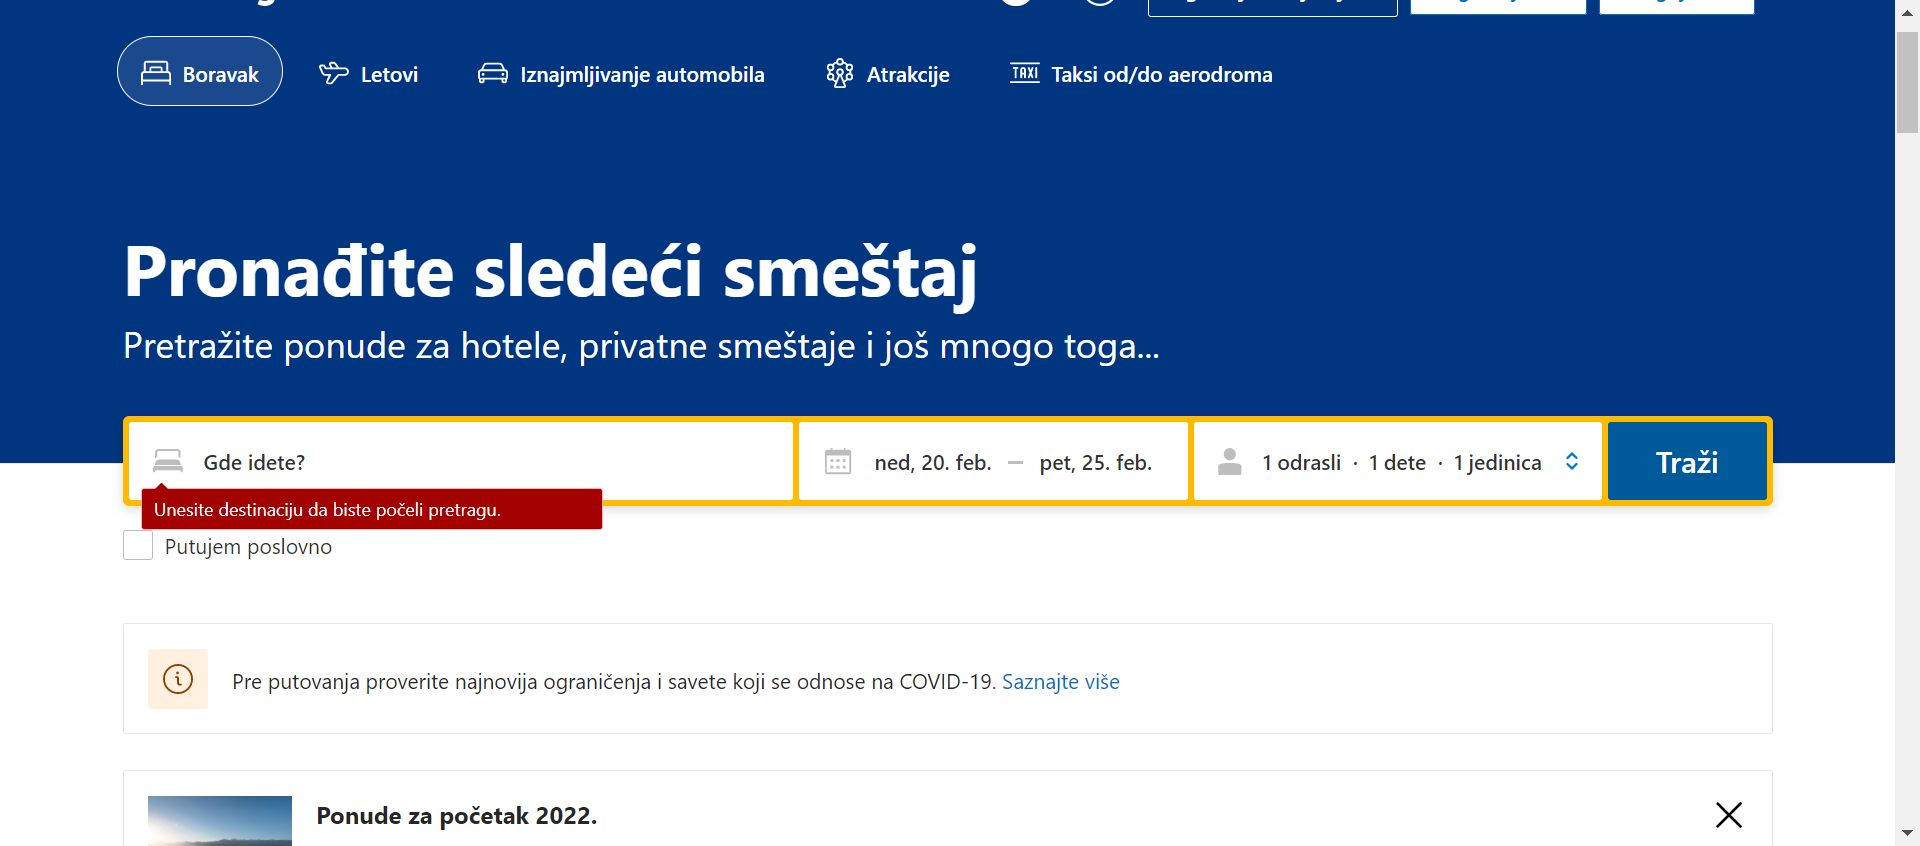 Boravak
Letovi
Iznajmljivanje automobila
Atrakcije
TAXI
Taksi od/do aerodroma
Pronađite sledeći smeštaj
Pretražite ponude za hotele, privatne smeštaje i još mnogo toga...
Gde idete?
ned, 20. feb. — pet, 25. feb.
1 odrasli · 1 dete · 1 jedinica
Traži
Unesite destinaciju da biste počeli pretragu.
Putujem poslovno
Pre putovanja proverite najnovija ograničenja i savete koji se odnose na COVID-19. Saznajte više
Ponude za početak 2022.